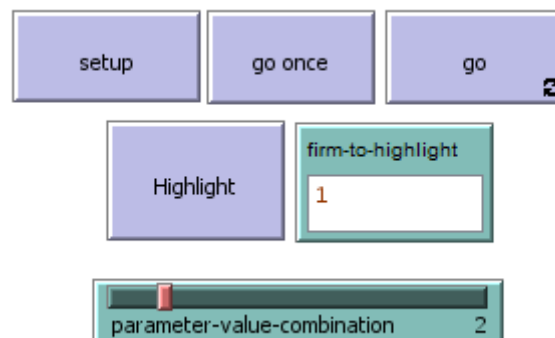 setup
go once
go
Highlight
firm-to-highlight
1
parameter-value-combination 2